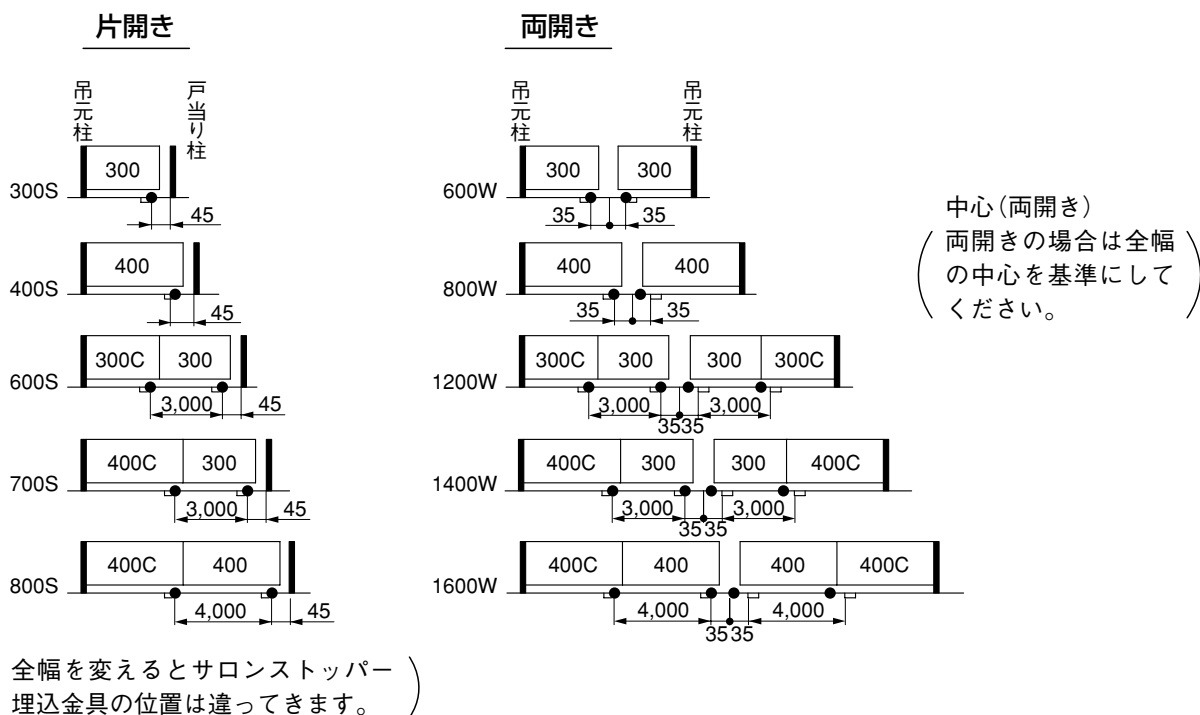 片開き
両開き
吊元柱
戸当り柱
吊元柱
吊元柱
300S
300
45
600W
300
300
35
35
400S
400
45
800W
400
400
35
35
600S
300C
300
3,000
45
1200W
300C
300
300
300C
3,000
3,000
35
35
700S
400C
300
3,000
45
1400W
400C
300
300
400C
3,000
3,000
35
35
800S
400C
400
4,000
45
1600W
400C
400
400
400C
4,000
4,000
35
35
中心(両開き)
両開きの場合は全幅
の中心を基準にして
ください。
全幅を変えるとサロンストッパー
埋込金具の位置は違ってきます。